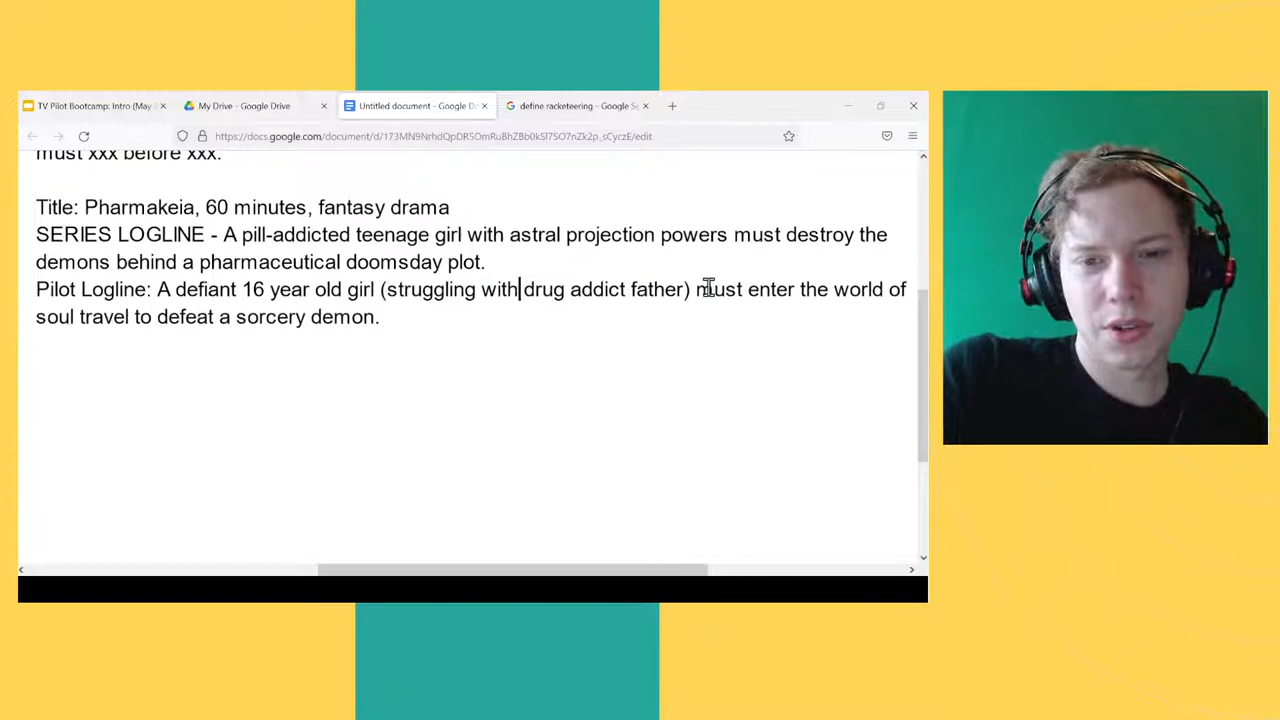 TV Pilot Bootcamp: Intro (May
My Drive - Google Drive
Untitled document - Google D
define racketeering - Google Se
must xxx before xxx.
Title: Pharmakeia, 60 minutes, fantasy drama
SERIES LOGLINE - A pill-addicted teenage girl with astral projection powers must destroy the
demons behind a pharmaceutical doomsday plot.
Pilot Logline: A defiant 16 year old girl (struggling with drug addict father) must enter the world of
soul travel to defeat a sorcery demon.